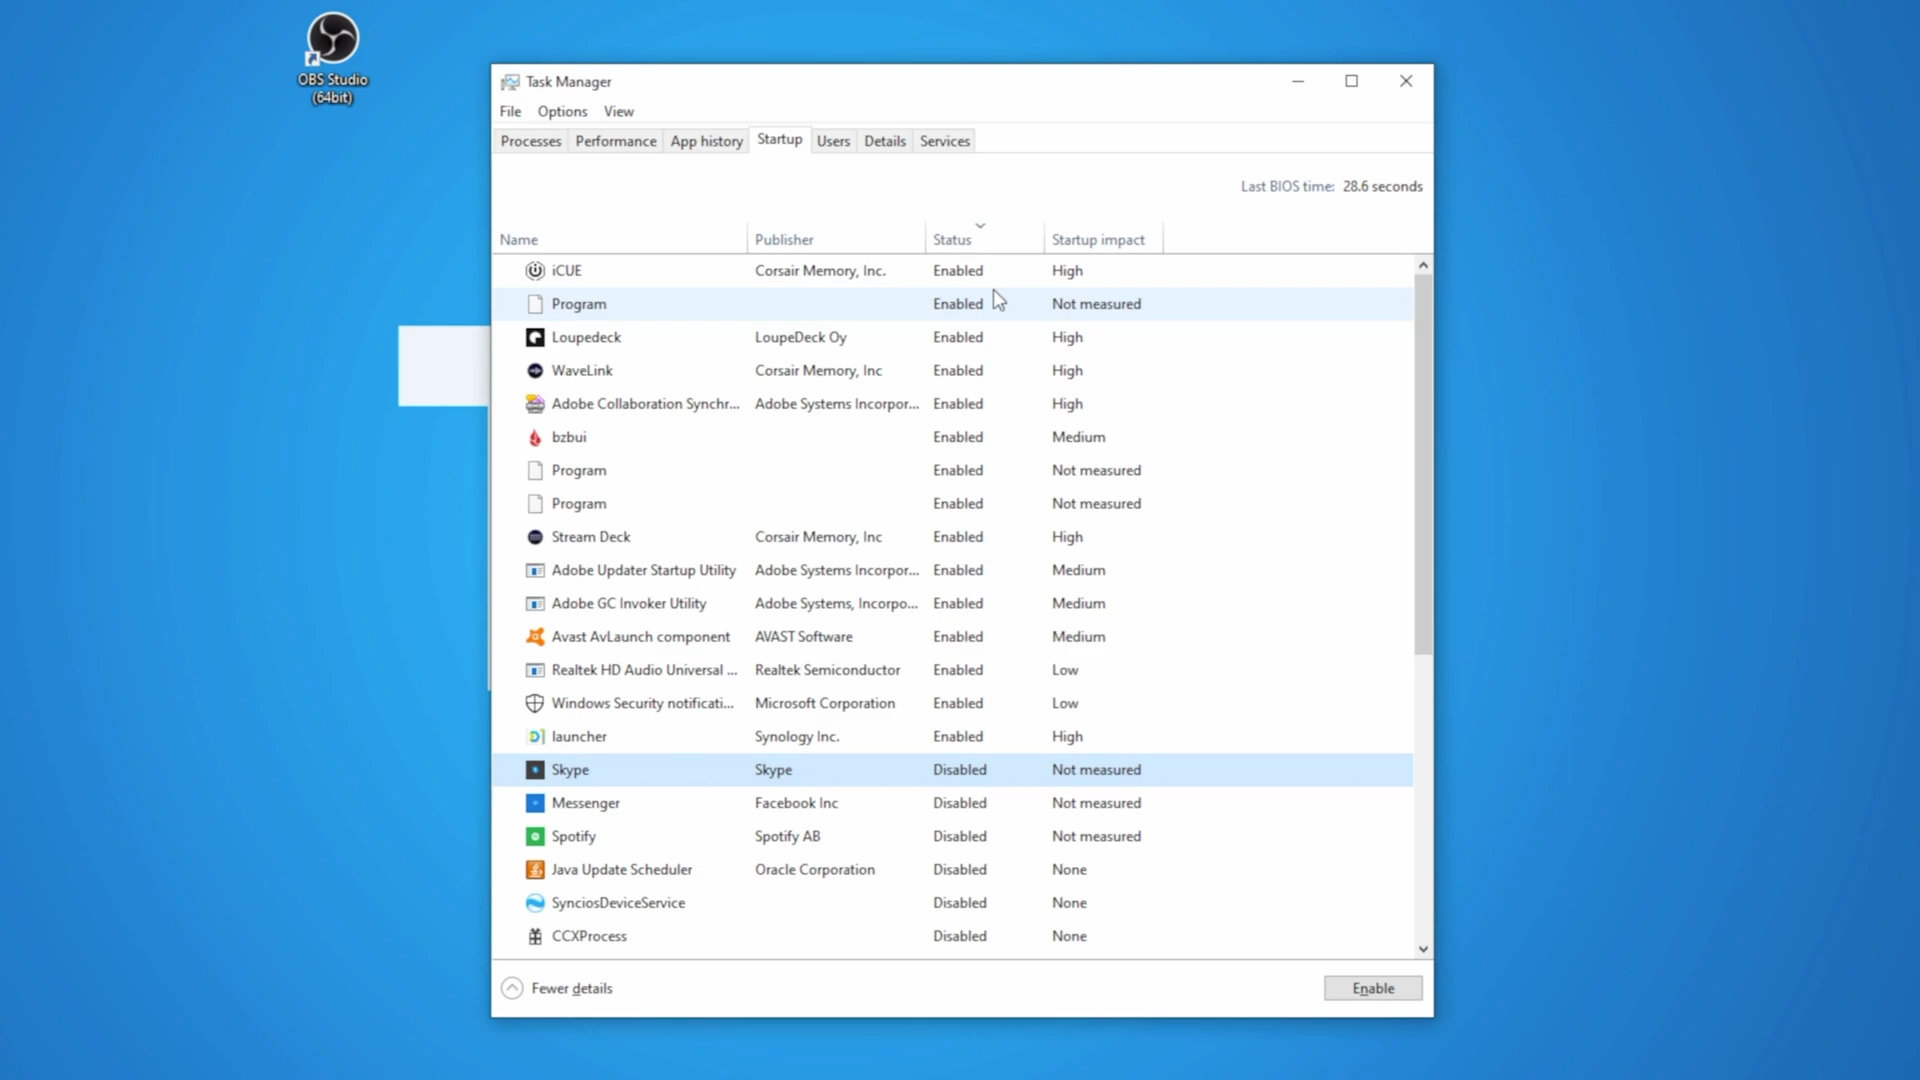 OBS Studio
(64bit)
Task Manager
File Options View
Processes Performance App history Startup Users Details Services
Last BIOS time: 28.6 seconds
Name Publisher Status Startup impact
iCUE Corsair Memory, Inc. Enabled High
Program Enabled Not measured
Loupedeck LoupeDeck Oy Enabled High
WaveLink Corsair Memory, Inc Enabled High
Adobe Collaboration Synchr... Adobe Systems Incorpor... Enabled High
bzbui Enabled Medium
Program Enabled Not measured
Program Enabled Not measured
Stream Deck Corsair Memory, Inc Enabled High
Adobe Updater Startup Utility Adobe Systems Incorpor... Enabled Medium
Adobe GC Invoker Utility Adobe Systems, Incorpo... Enabled Medium
Avast AvLaunch component AVAST Software Enabled Medium
Realtek HD Audio Universal ... Realtek Semiconductor Enabled Low
Windows Security notificati... Microsoft Corporation Enabled Low
launcher Synology Inc. Enabled High
Skype Skype Disabled Not measured
Messenger Facebook Inc Disabled Not measured
Spotify Spotify AB Disabled Not measured
Java Update Scheduler Oracle Corporation Disabled None
SynciosDeviceService Disabled None
CCXProcess Disabled None
Fewer details Enable